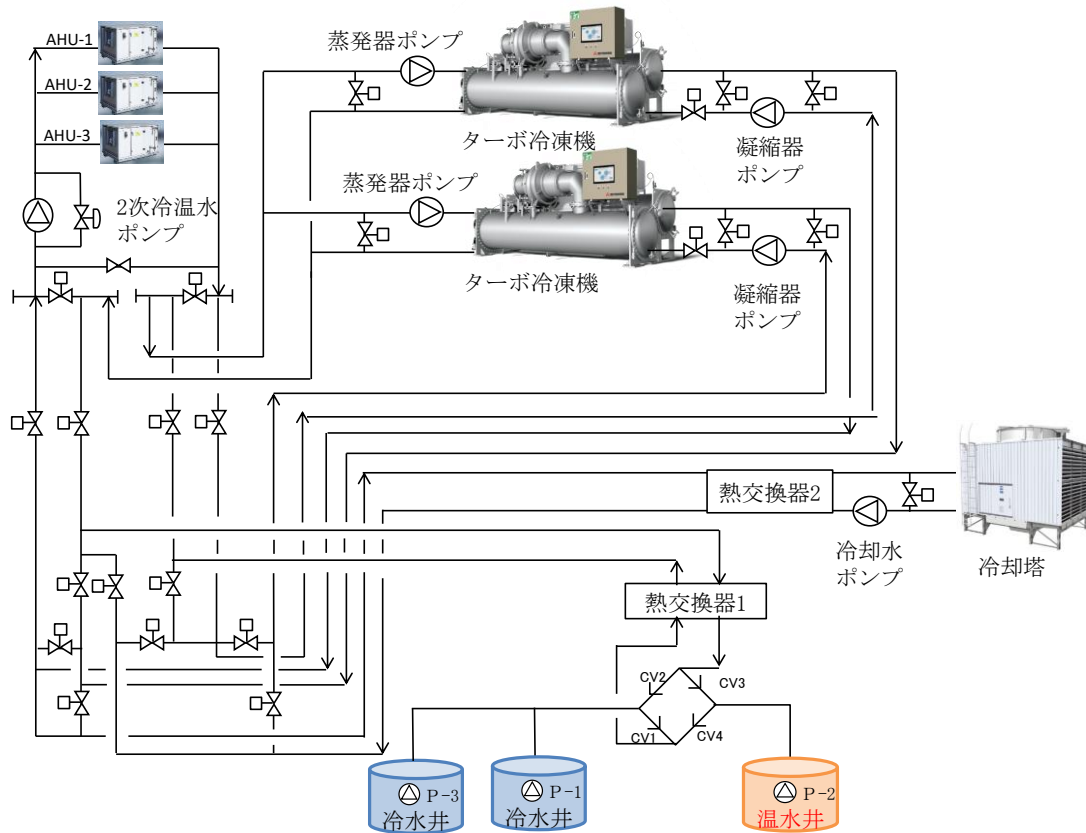 AHU-1
AHU-2
AHU-3
2次冷温水
ポンプ
蒸発器ポンプ
ターボ冷凍機
凝縮器
ポンプ
蒸発器ポンプ
ターボ冷凍機
凝縮器
ポンプ
熱交換器2
冷却水
ポンプ
冷却塔
熱交換器1
CV2
CV3
CV1
CV4
P-3
冷水井
P-1
冷水井
P-2
温水井